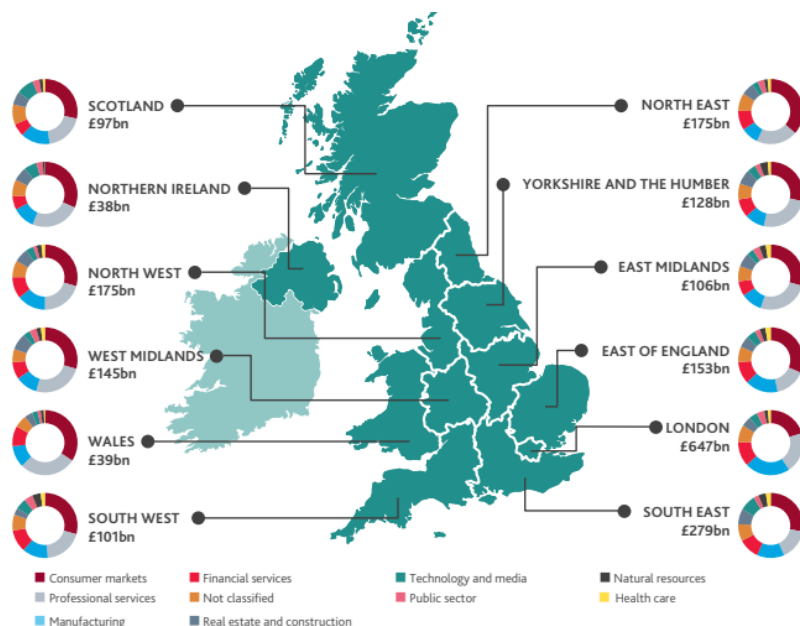 SCOTLAND
£97bn
NORTHERN IRELAND
£38bn
NORTH WEST
£175bn
WEST MIDLANDS
£145bn
WALES
£39bn
SOUTH WEST
£101bn
NORTH EAST
£175bn
YORKSHIRE AND THE HUMBER
£128bn
EAST MIDLANDS
£106bn
EAST OF ENGLAND
£153bn
LONDON
£647bn
SOUTH EAST
£279bn
Consumer markets
Financial services
Technology and media
Natural resources
Professional services
Not classified
Public sector
Health care
Manufacturing
Real estate and construction